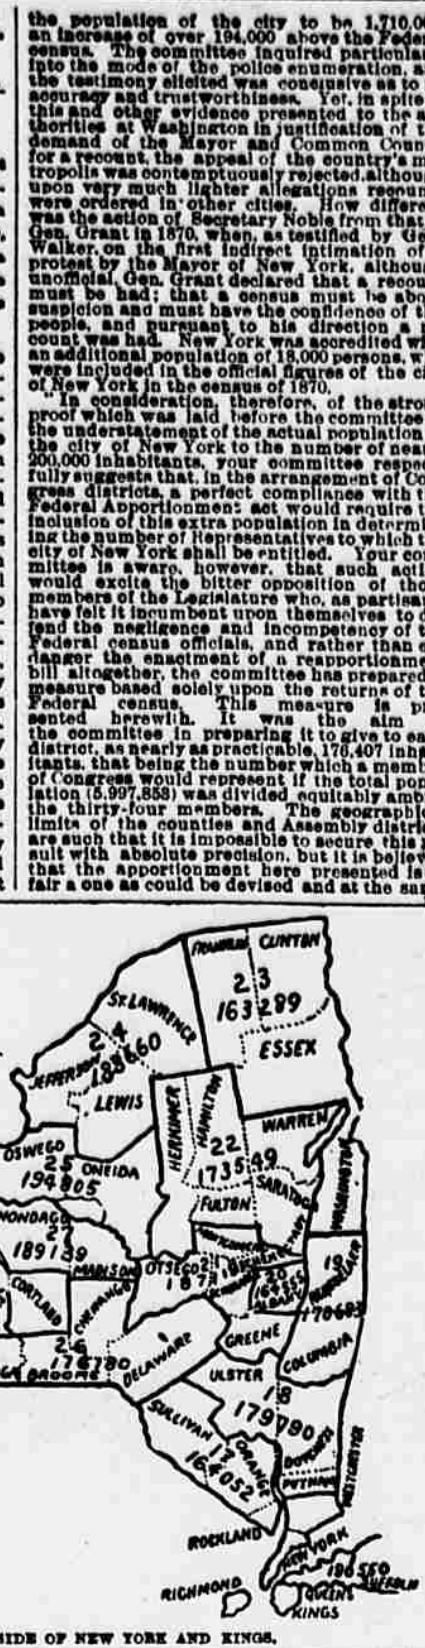 the population of the city to be 1,710,0
an increase of over 194,000 above the Feder
census. The committee inquired particular
into the mode of the police enumeration, a
the testimony elicited was conclusive as to
accuracy and trustworthiness. Yet, in spite
this and other evidence presented to the a
thorities at Washington in justification of t
demand of the Mayor and Common Coun
for a recount, the appeal of the country's m
tropolis was contemptuously rejected, althou
upon very much lighter allegations recoun
were ordered in other cities. How differe
was the action of Secretary Noble from that
Gen. Grant in 1870, when, as testified by Ge
Walker, on the first indirect intimation of
protest by the Mayor of New York, althou
unofficial, Gen. Grant declared that a recou
must be had; that a census must be abo
suspicion and must have the confidence of t
people, and pursuant to his direction a r
count was had. New York was accredited wi
an additional population of 18,000 persons, w
were included in the official figures of the ci
of New York in the census of 1870.
"In consideration, therefore, of the stro
proof which was laid before the committee
the understatement of the actual population
the city of New York to the number of near
200,000 inhabitants, your committee respec
fully suggests that, in the arrangement of Co
gress districts, a perfect compliance with t
Federal Apportionment act would require t
inclusion of this extra population in determi
ing the number of Representatives to which t
city of New York shall be entitled. Your co
mittee is aware, however, that such acti
would excite the bitter opposition of tho
members of the Legislature who, as partisa
have felt it incumbent upon themselves to d
fend the negligence and incompetency of t
Federal census officials, and rather than e
danger the enactment of a reapportionme
bill altogether, the committee has prepared
measure based solely upon the returns of t
Federal census. This measure is pr
sented herewith. It was the aim
the committee in preparing it to give to ea
district, as nearly as practicable, 176,407 inha
itants, that being the number which a memb
of Congress would represent if the total pop
lation (5,997,853) was divided equitably amo
the thirty-four members. The geographic
limits of the counties and Assembly distric
are such that it is impossible to secure this r
sult with absolute precision, but it is believ
that the apportionment here presented is
fair a one as could be devised and at the sam
FRANKLIN CLINTON
23
163289
ST. LAWRENCE
ESSEX
24
JEFFERSON
LEWIS
HERKIMER
HAMILTON
WARREN
22
173549
OSWEGO
25 ONEIDA
194805
FULTON
SARATOGA
WASHINGTON
NONDAGA
27
189139
MADISON
OTSEGO
19
RENSSELAER
170683
20
ALBANY
CORTLAND
CHENANGO
GREENE
COLUMBIA
26
176780
BROOME
DELAWARE
ULSTER
18
179790
SULLIVAN
17
164052
ORANGE
DUTCHESS
PUTNAM
WESTCHESTER
ROCKLAND
NEW YORK
196550
RICHMOND
QUEENS
SUFFOLK
KINGS
SIDE OF NEW YORK AND KINGS.